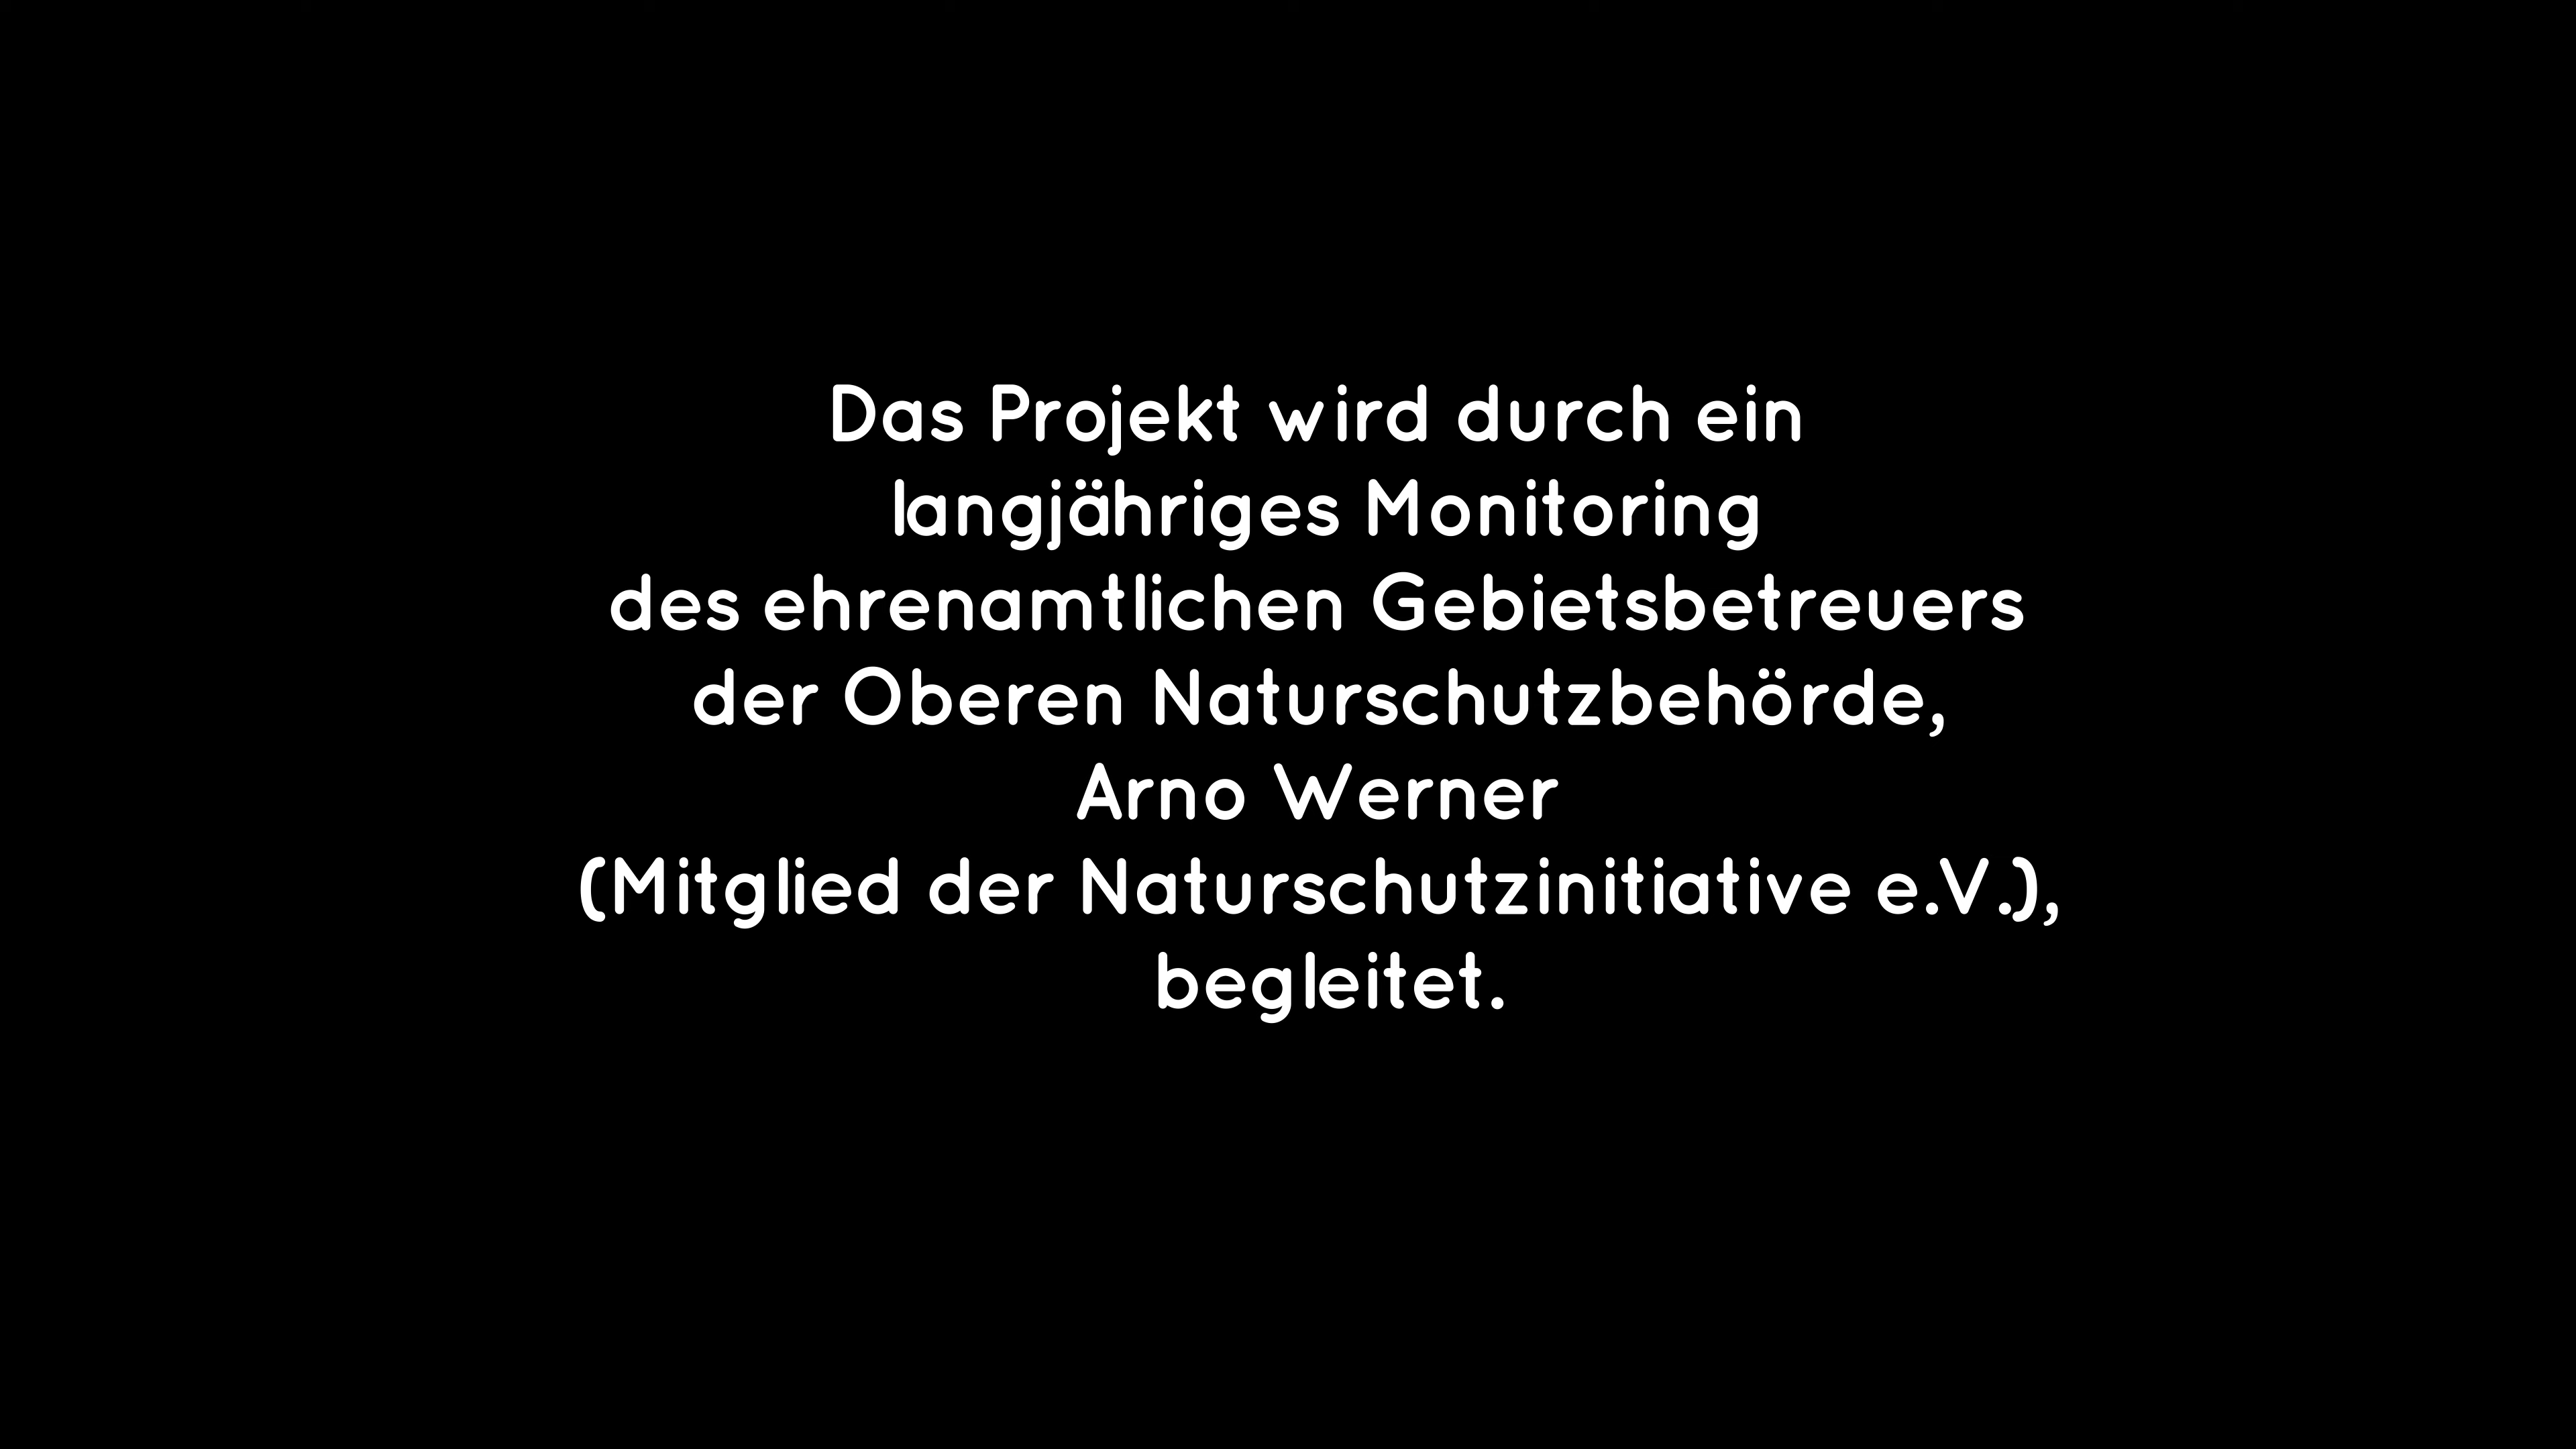 Das Projekt wird durch ein
langjähriges Monitoring
des ehrenamtlichen Gebietsbetreuers
der Oberen Naturschutzbehörde,
Arno Werner
(Mitglied der Naturschutzinitiative e.V.),
begleitet.